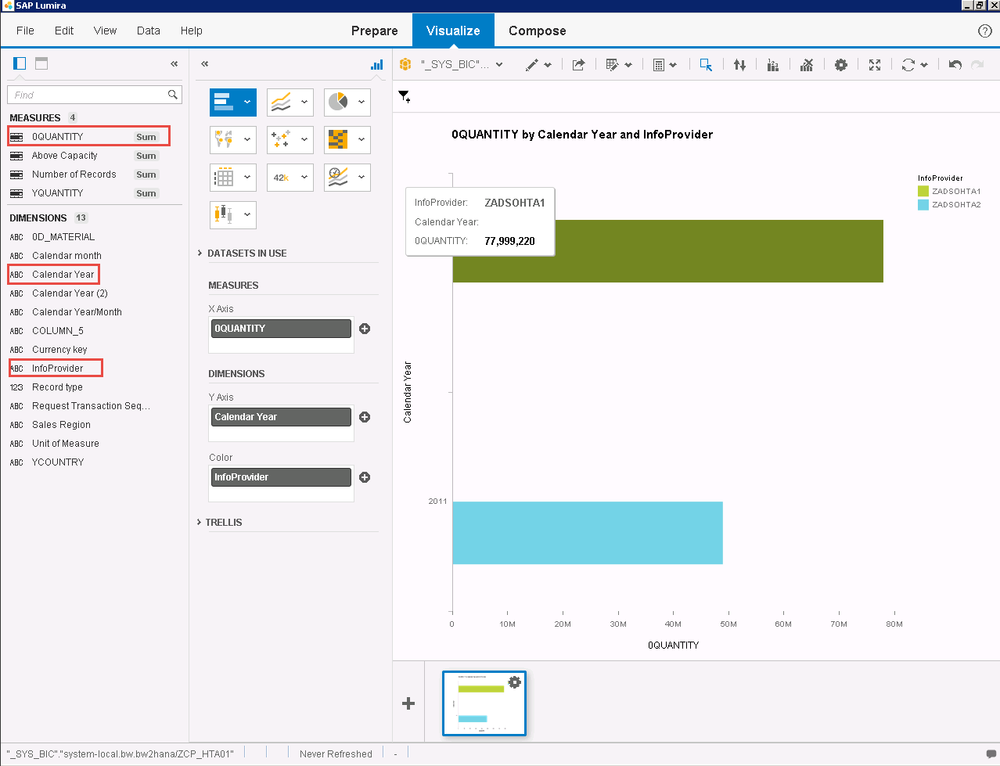 SAP Lumira
File Edit View Data Help
Prepare Visualize Compose
Find
MEASURES 4
0QUANTITY Sum
Above Capacity Sum
Number of Records Sum
YQUANTITY Sum
DIMENSIONS 13
ABC 0D_MATERIAL
ABC Calendar month
ABC Calendar Year
ABC Calendar Year (2)
ABC Calendar Year/Month
ABC COLUMN_5
ABC Currency key
ABC InfoProvider
123 Record type
ABC Request Transaction Seq...
ABC Sales Region
ABC Unit of Measure
ABC YCOUNTRY
42k
DATASETS IN USE
MEASURES
X Axis
0QUANTITY
DIMENSIONS
Y Axis
Calendar Year
Color
InfoProvider
TRELLIS
"_SYS_BIC"...
0QUANTITY by Calendar Year and InfoProvider
InfoProvider
ZADSOHTA1
ZADSOHTA2
InfoProvider: ZADSOHTA1
Calendar Year:
0QUANTITY: 77,999,220
Calendar Year
2011
0 10M 20M 30M 40M 50M 60M 70M 80M
0QUANTITY
"_SYS_BIC"."system-local.bw.bw2hana/ZCP_HTA01" Never Refreshed -